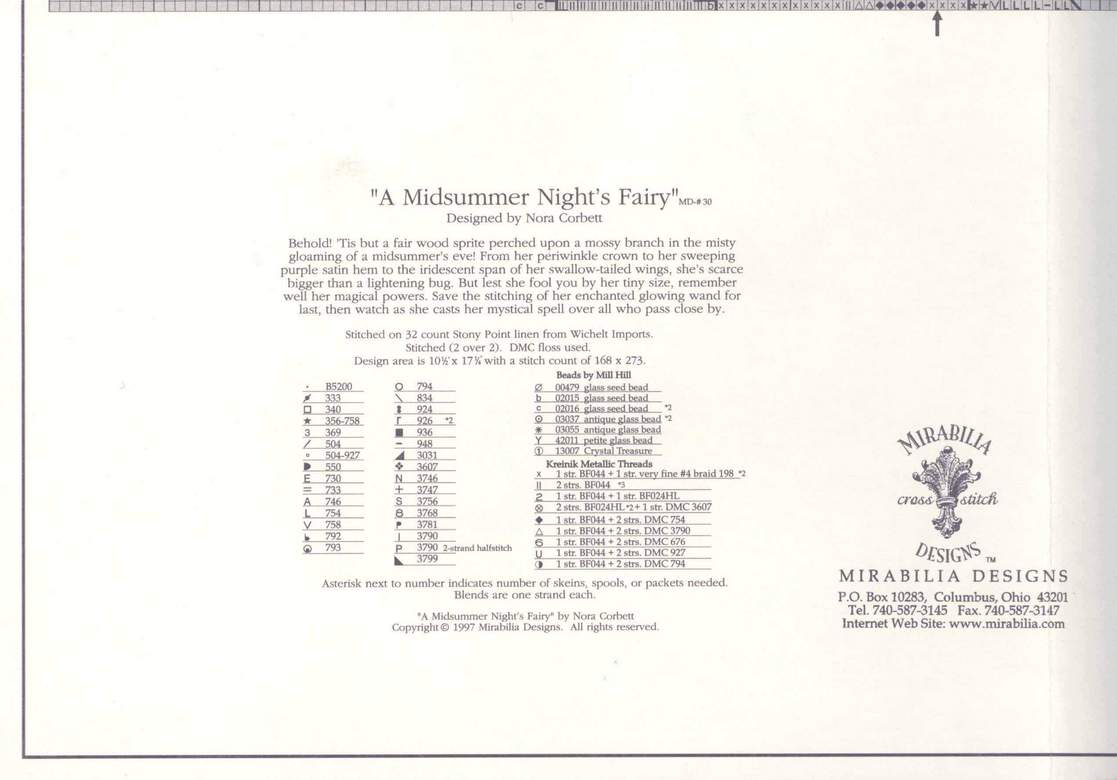 "A Midsummer Night's Fairy" MD-#30
Designed by Nora Corbett
Behold! 'Tis but a fair wood sprite perched upon a mossy branch in the misty
gloaming of a midsummer's eve! From her periwinkle crown to her sweeping
purple satin hem to the iridescent span of her swallow-tailed wings, she's scarce
bigger than a lightening bug. But lest she fool you by her tiny size, remember
well her magical powers. Save the stitching of her enchanted glowing wand for
last, then watch as she casts her mystical spell over all who pass close by.
Stitched on 32 count Stony Point linen from Wichelt Imports.
Stitched (2 over 2). DMC floss used.
Design area is 10½" x 17¼" with a stitch count of 168 x 273.
B5200
333
340
★ 356-758
3 369
/ 504
504-927
550
E 730
= 733
A 746
L 754
V 758
792
793
O 794
\ 834
924
Γ 926 *2
■ 936
– 948
◢ 3031
❖ 3607
N 3746
+ 3747
S 3756
8 3768
3781
| 3790
P 3790 2-strand halfstitch
◣ 3799
Beads by Mill Hill
Ø 00479 glass seed bead
b 02015 glass seed bead
c 02016 glass seed bead *2
⊙ 03037 antique glass bead *2
✳ 03055 antique glass bead
Y 42011 petite glass bead
① 13007 Crystal Treasure
Kreinik Metallic Threads
x 1 str. BF044 + 1 str. very fine #4 braid 198 *2
|| 2 strs. BF044 *3
2 1 str. BF044 + 1 str. BF024HL
⊗ 2 strs. BF024HL *2 + 1 str. DMC 3607
◆ 1 str. BF044 + 2 strs. DMC 754
△ 1 str. BF044 + 2 strs. DMC 3790
6 1 str. BF044 + 2 strs. DMC 676
U 1 str. BF044 + 2 strs. DMC 927
◑ 1 str. BF044 + 2 strs. DMC 794
Asterisk next to number indicates number of skeins, spools, or packets needed.
Blends are one strand each.
"A Midsummer Night's Fairy" by Nora Corbett
Copyright © 1997 Mirabilia Designs. All rights reserved.
MIRABILIA
cross stitch
DESIGNS TM
MIRABILIA DESIGNS
P.O. Box 10283, Columbus, Ohio 43201
Tel. 740-587-3145 Fax. 740-587-3147
Internet Web Site: www.mirabilia.com